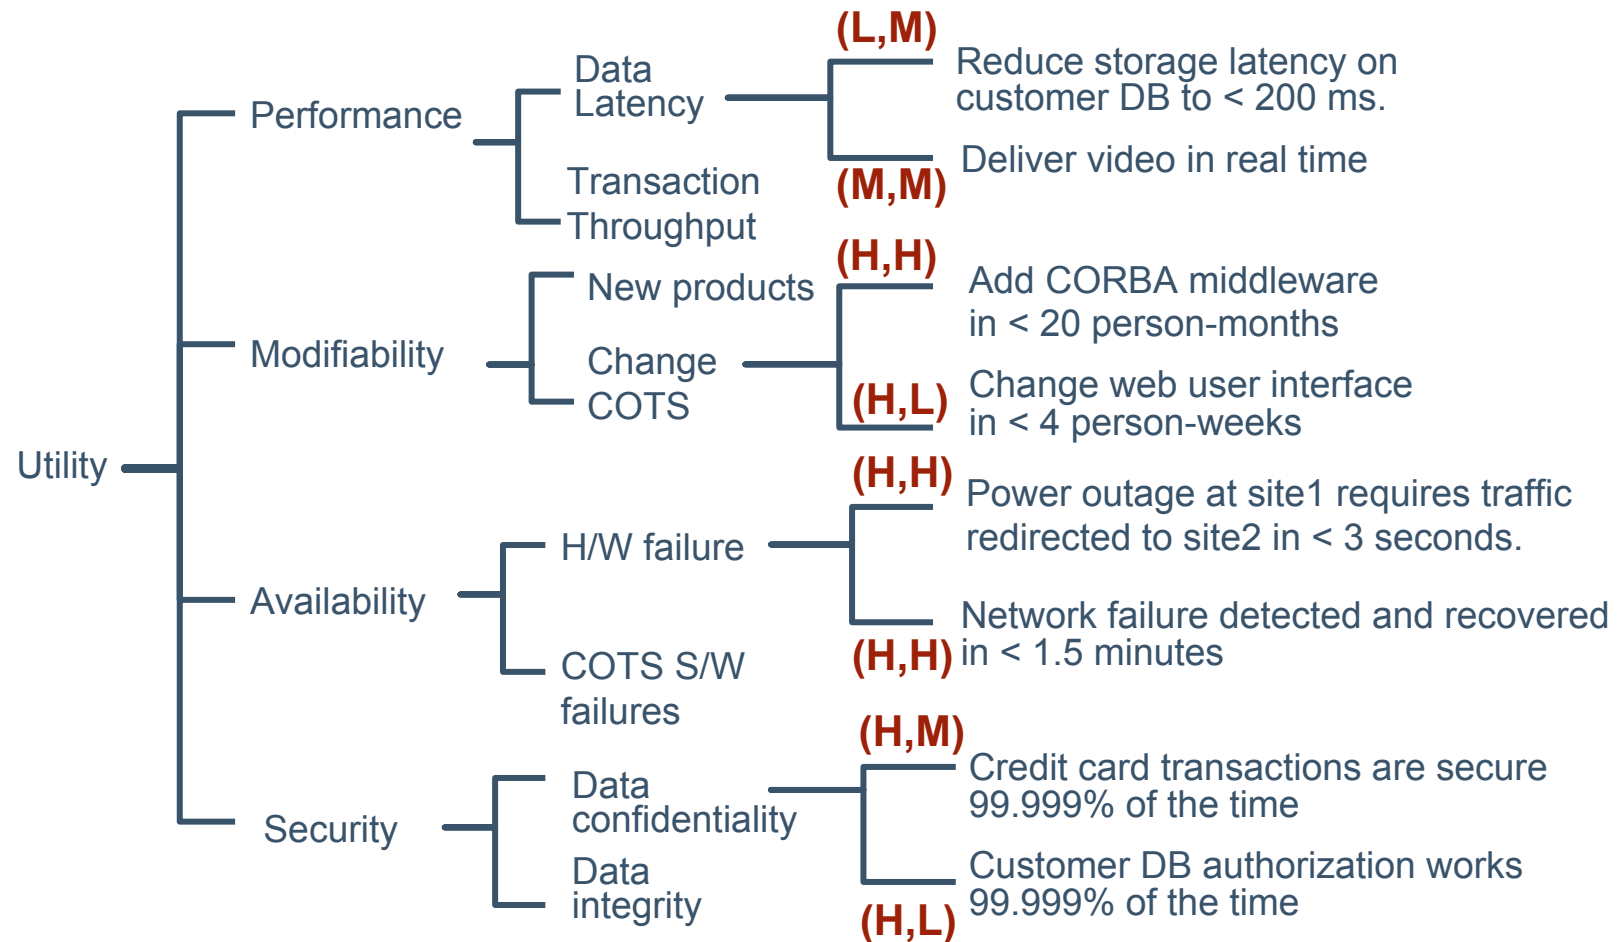 Utility
Performance
Data
Latency
(L,M)
Reduce storage latency on
customer DB to < 200 ms.
Deliver video in real time
(M,M)
Transaction
Throughput
Modifiability
New products
Change
COTS
(H,H)
Add CORBA middleware
in < 20 person-months
(H,L)
Change web user interface
in < 4 person-weeks
Availability
H/W failure
(H,H)
Power outage at site1 requires traffic
redirected to site2 in < 3 seconds.
Network failure detected and recovered
in < 1.5 minutes
(H,H)
COTS S/W
failures
Security
Data
confidentiality
(H,M)
Credit card transactions are secure
99.999% of the time
Customer DB authorization works
99.999% of the time
(H,L)
Data
integrity